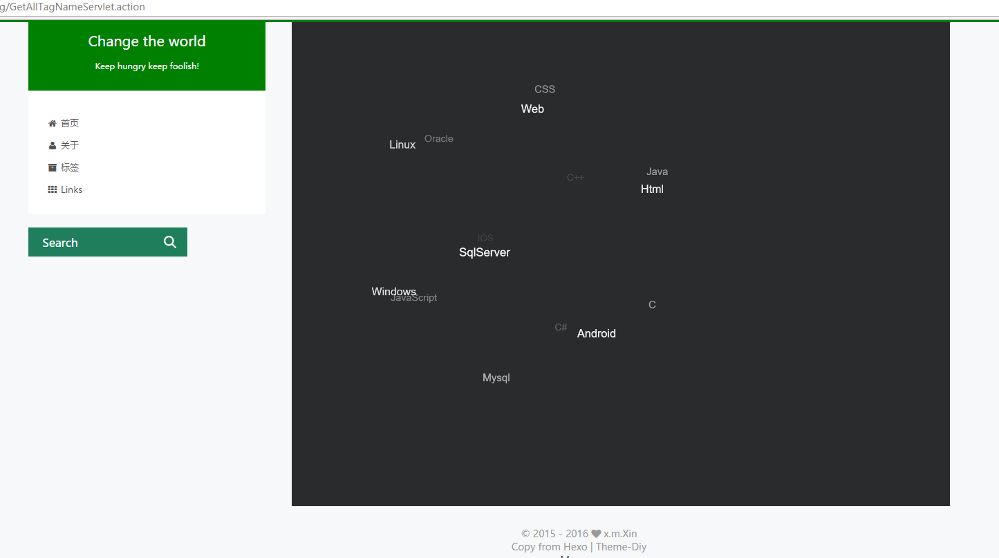 g/GetAllTagNameServlet.action
Change the world
Keep hungry keep foolish!
首页
关于
标签
Links
Search
CSS
Web
Oracle
Linux
Java
C++
Html
IOS
SqlServer
Windows
JavaScript
C
C#
Android
Mysql
© 2015 - 2016 ❤ x.m.Xin
Copy from Hexo | Theme-Diy